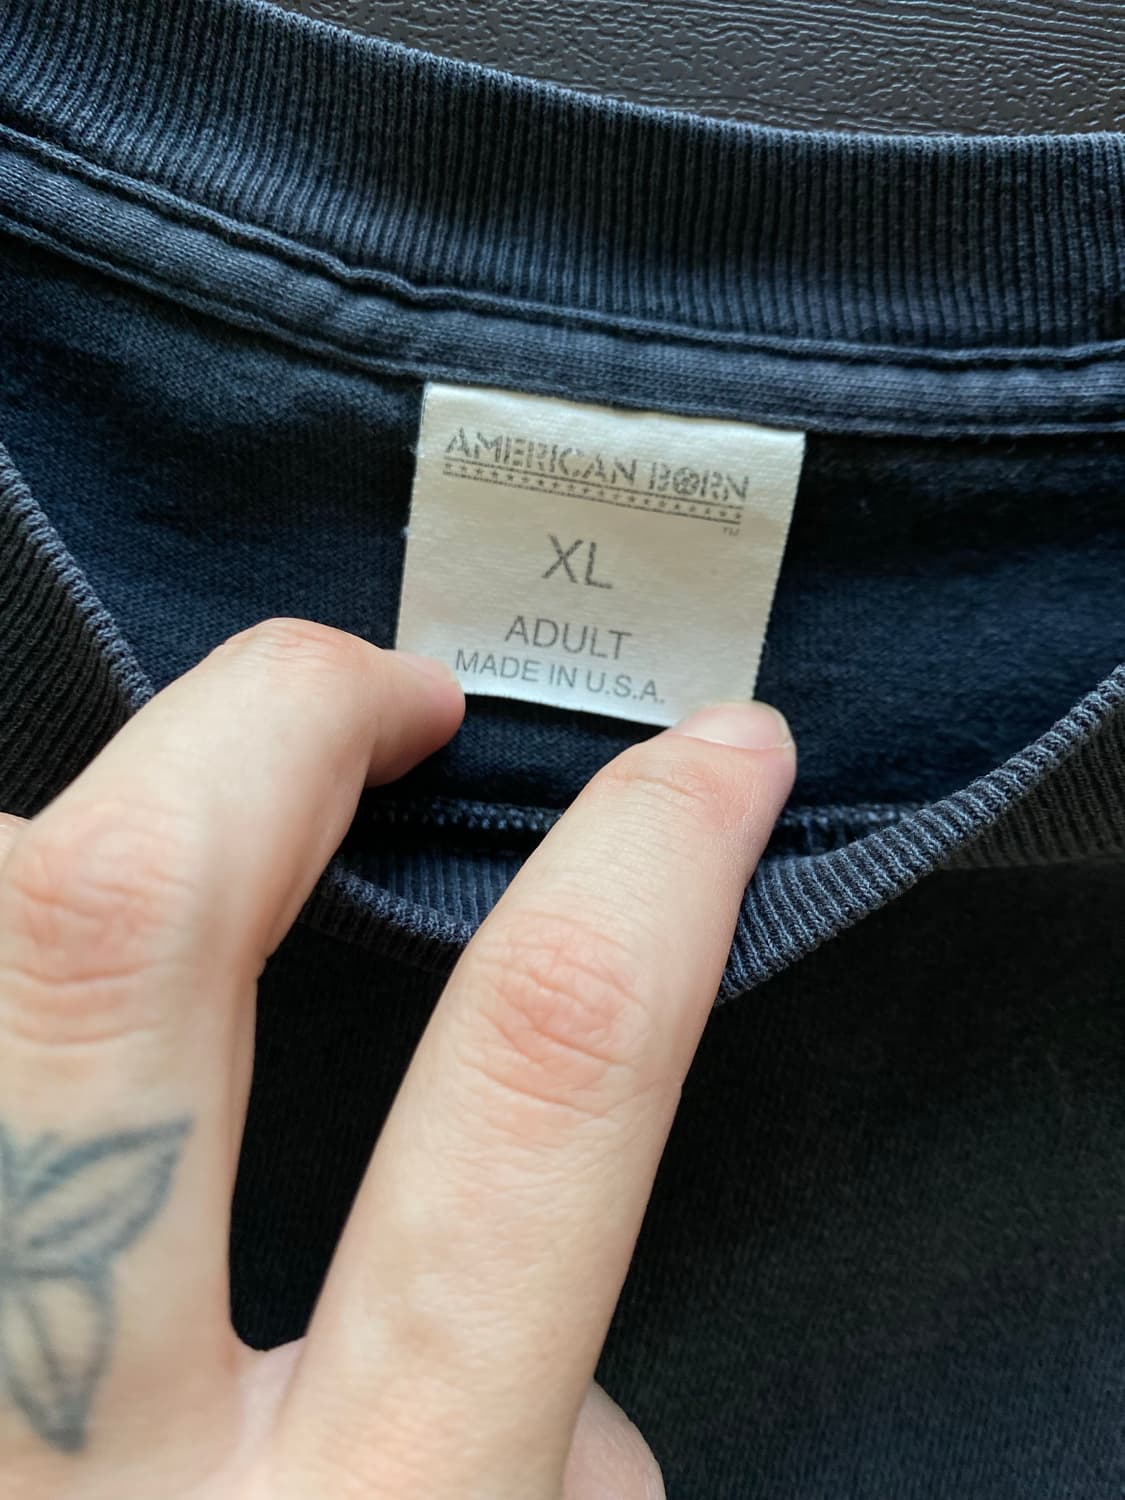 AMERICAN BORN
TM
XL
ADULT
MADE IN U.S.A.